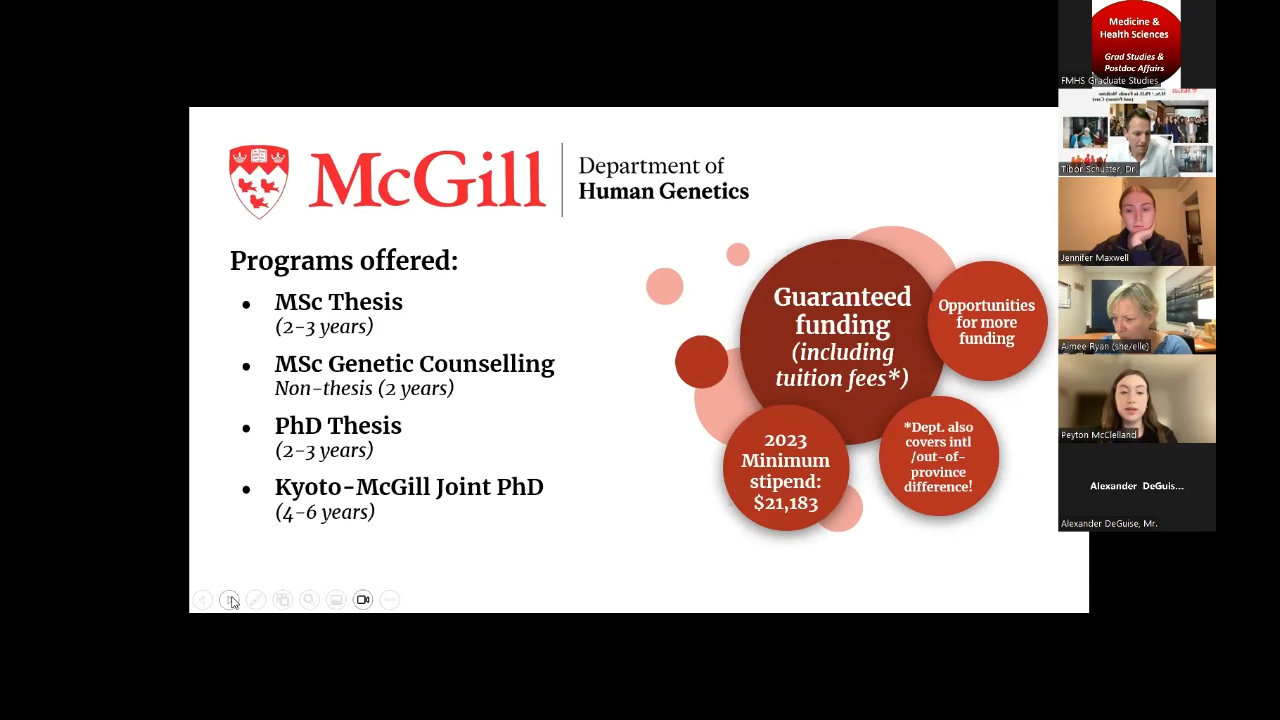 McGill
Department of
Human Genetics
Programs offered:
• MSc Thesis
(2-3 years)
• MSc Genetic Counselling
Non-thesis (2 years)
• PhD Thesis
(2-3 years)
• Kyoto-McGill Joint PhD
(4-6 years)
Guaranteed
funding
(including
tuition fees*)
Opportunities
for more
funding
2023
Minimum
stipend:
$21,183
*Dept. also
covers intl
/out-of-
province
difference!
Medicine &
Health Sciences
Grad Studies &
Postdoc Affairs
FMHS Graduate Studies
Tibor Schuster, Dr.
Jennifer Maxwell
Aimee Ryan (she/elle)
Peyton McClelland
Alexander DeGuis...
Alexander DeGuise, Mr.